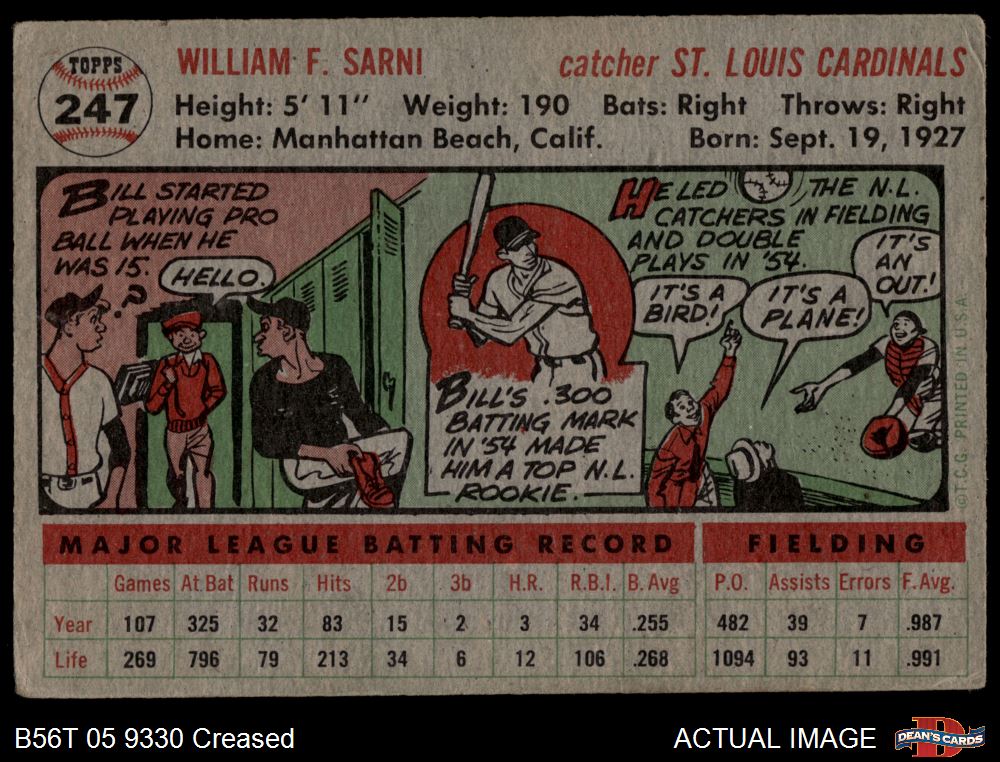 TOPPS
247
WILLIAM F. SARNI
catcher ST. LOUIS CARDINALS
Height: 5' 11" Weight: 190 Bats: Right Throws: Right
Home: Manhattan Beach, Calif. Born: Sept. 19, 1927
BILL STARTED
PLAYING PRO
BALL WHEN HE
WAS 15.
HELLO.
?
BILL'S .300
BATTING MARK
IN '54 MADE
HIM A TOP N.L.
ROOKIE.
HE LED THE N.L.
CATCHERS IN FIELDING
AND DOUBLE
PLAYS IN '54.
IT'S A
BIRD!
IT'S A
PLANE!
IT'S
AN
OUT!
©T.C.G. PRINTED IN U.S.A.
MAJOR LEAGUE BATTING RECORD FIELDING
Games At Bat Runs Hits 2b 3b H.R. R.B.I. B. Avg P.O. Assists Errors F. Avg.
Year 107 325 32 83 15 2 3 34 .255 482 39 7 .987
Life 269 796 79 213 34 6 12 106 .268 1094 93 11 .991
B56T 05 9330 Creased ACTUAL IMAGE
D
DEAN'S CARDS